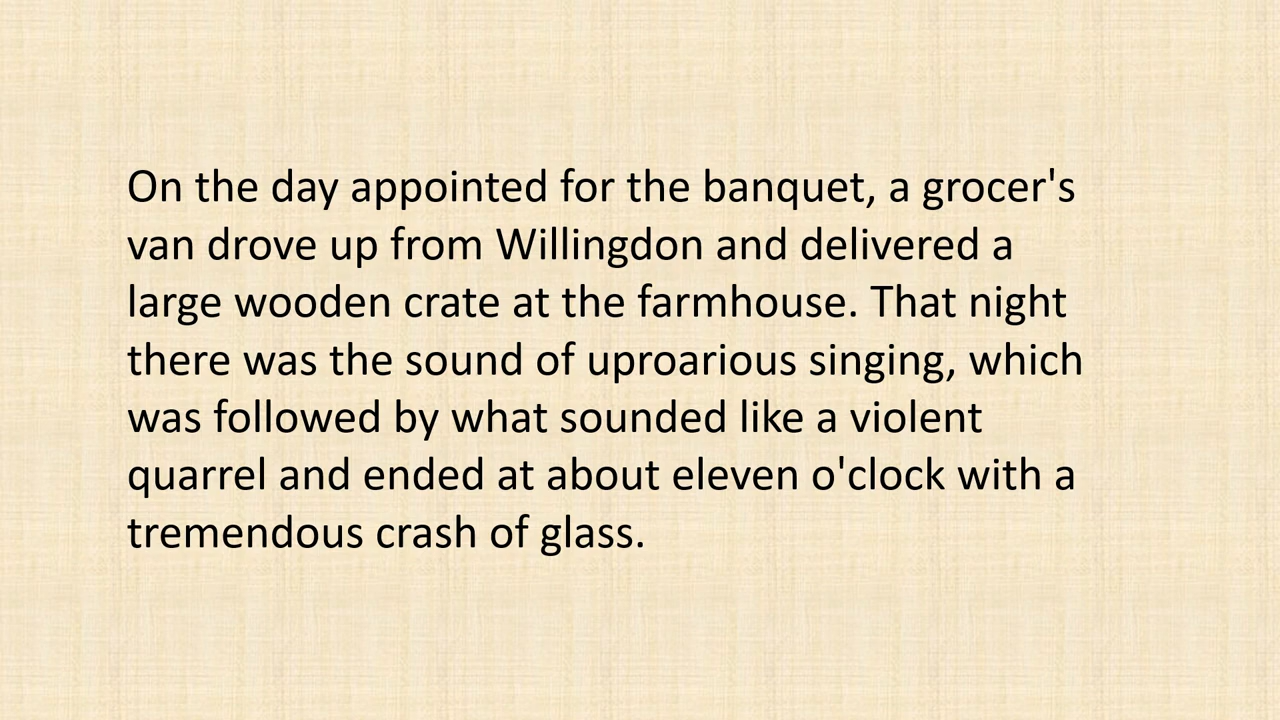 On the day appointed for the banquet, a grocer's
van drove up from Willingdon and delivered a
large wooden crate at the farmhouse. That night
there was the sound of uproarious singing, which
was followed by what sounded like a violent
quarrel and ended at about eleven o'clock with a
tremendous crash of glass.